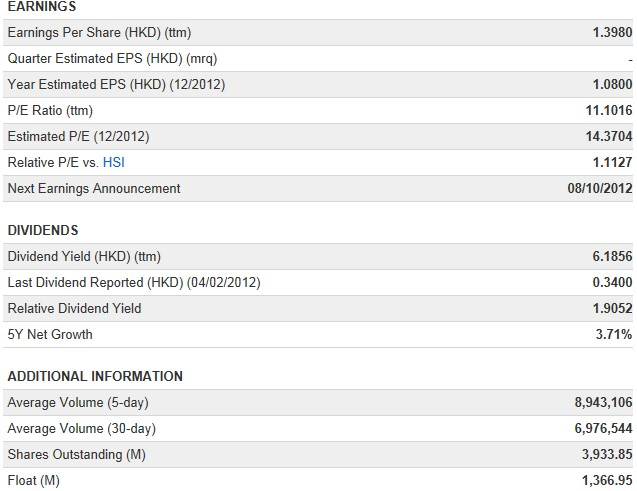 EARNINGS
Earnings Per Share (HKD) (ttm) 1.3980
Quarter Estimated EPS (HKD) (mrq) -
Year Estimated EPS (HKD) (12/2012) 1.0800
P/E Ratio (ttm) 11.1016
Estimated P/E (12/2012) 14.3704
Relative P/E vs. HSI 1.1127
Next Earnings Announcement 08/10/2012
DIVIDENDS
Dividend Yield (HKD) (ttm) 6.1856
Last Dividend Reported (HKD) (04/02/2012) 0.3400
Relative Dividend Yield 1.9052
5Y Net Growth 3.71%
ADDITIONAL INFORMATION
Average Volume (5-day) 8,943,106
Average Volume (30-day) 6,976,544
Shares Outstanding (M) 3,933.85
Float (M) 1,366.95